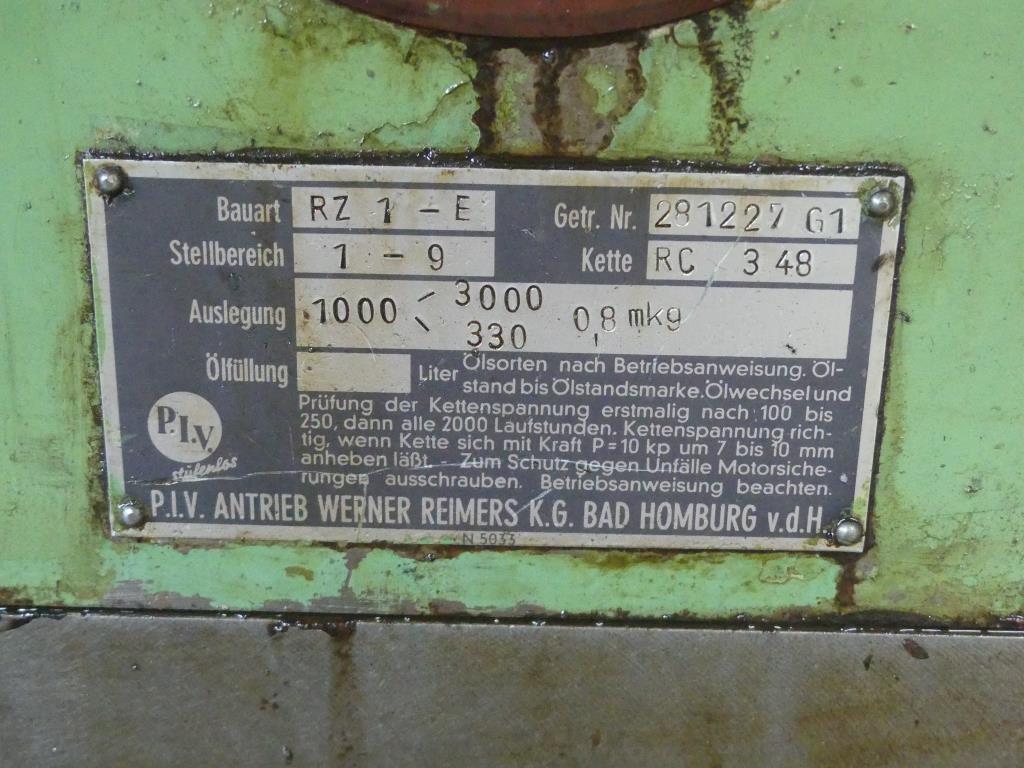 Bauart RZ 1 - E Getr. Nr. 281227 G1
Stellbereich 1 - 9 Kette RC 348
Auslegung 1000 3000 0,8 mkg
330
Ölfüllung Liter Ölsorten nach Betriebsanweisung. Öl-
stand bis Ölstandsmarke. Ölwechsel und
Prüfung der Kettenspannung erstmalig nach 100 bis
250, dann alle 2000 Laufstunden. Kettenspannung rich-
tig, wenn Kette sich mit Kraft P = 10 kp um 7 bis 10 mm
anheben läßt. - Zum Schutz gegen Unfälle Motorsiche-
rungen ausschrauben. Betriebsanweisung beachten.
P.I.V.
stufenlos
P.I.V. ANTRIEB WERNER REIMERS K.G. BAD HOMBURG v.d.H.
N 5033